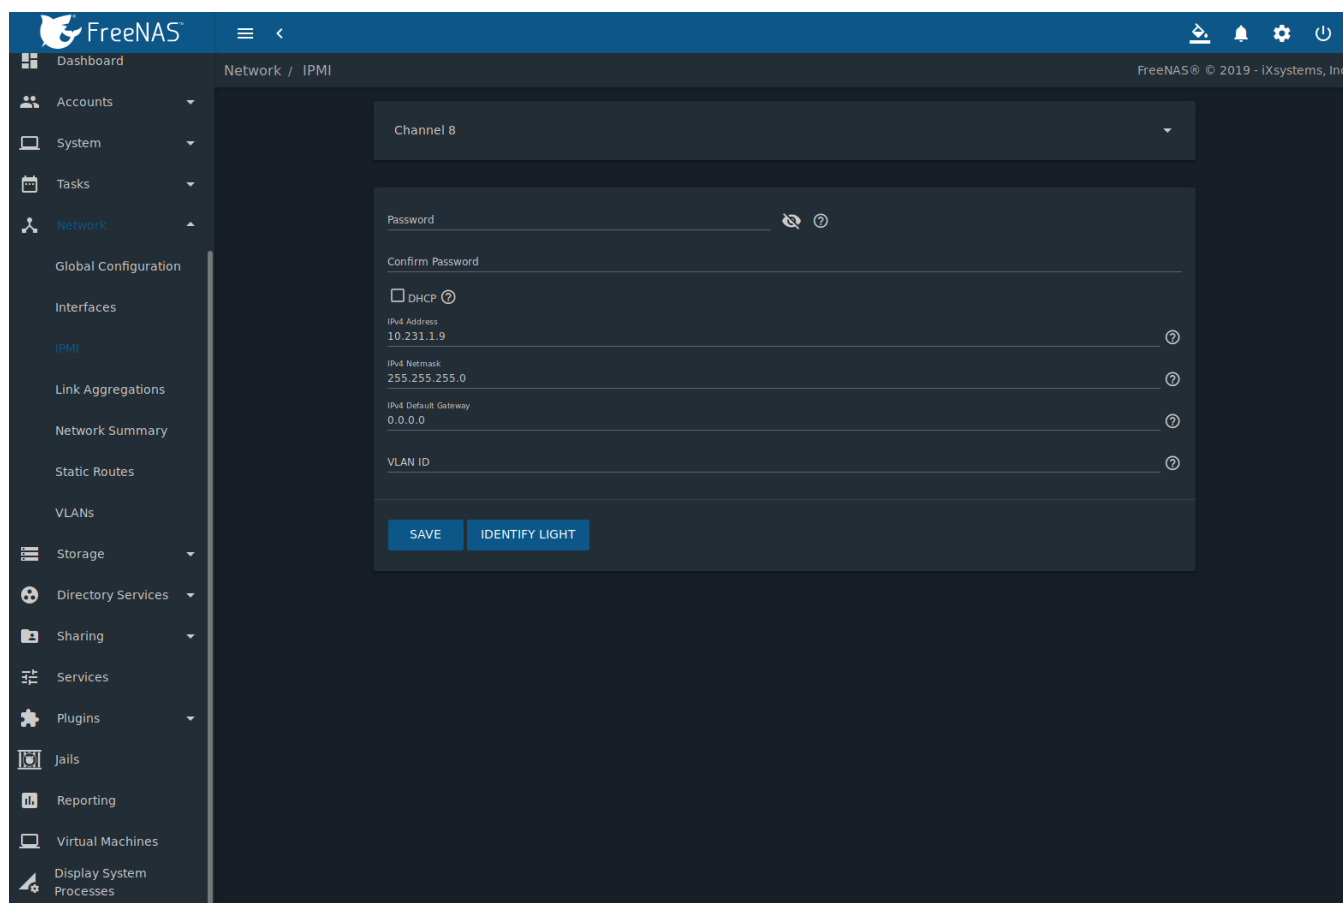 FreeNAS™
Dashboard
Network / IPMI
FreeNAS® © 2019 - iXsystems, Inc
Accounts
System
Tasks
Network
Global Configuration
Interfaces
IPMI
Link Aggregations
Network Summary
Static Routes
VLANs
Storage
Directory Services
Sharing
Services
Plugins
Jails
Reporting
Virtual Machines
Display System
Processes
Channel 8
Password
Confirm Password
DHCP
IPv4 Address
10.231.1.9
IPv4 Netmask
255.255.255.0
IPv4 Default Gateway
0.0.0.0
VLAN ID
SAVE
IDENTIFY LIGHT